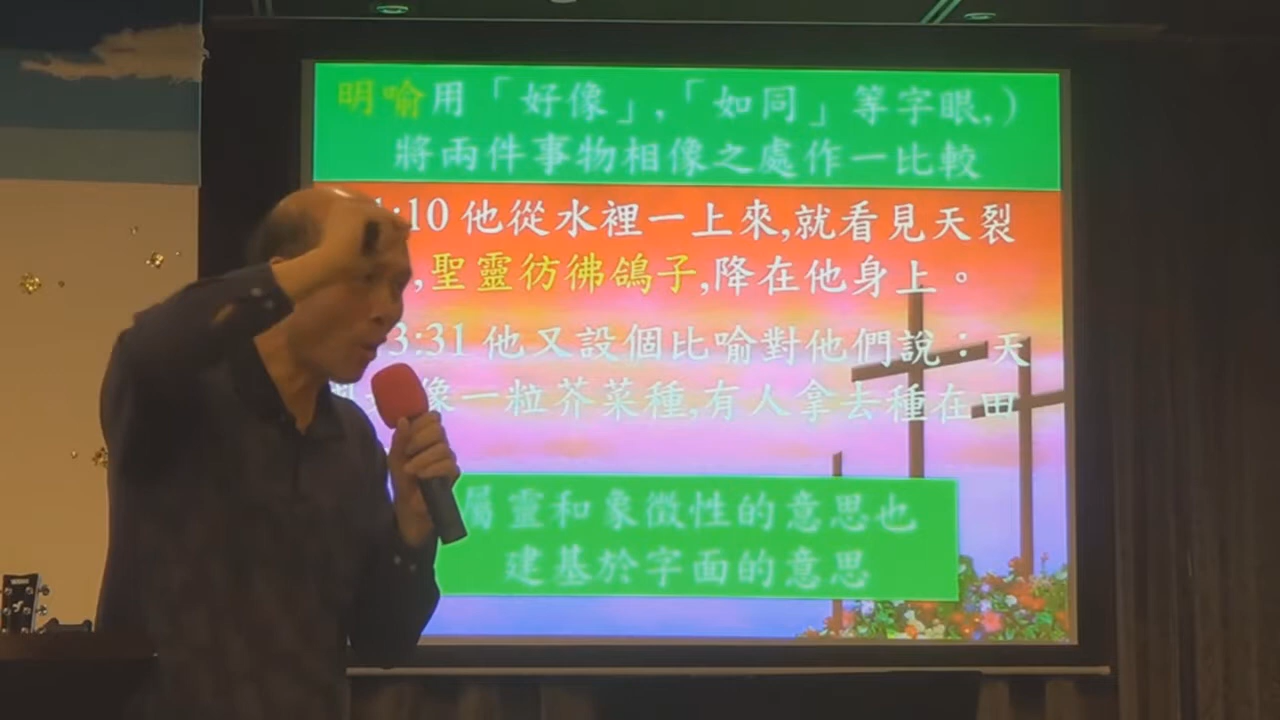 明喻用「好像」,「如同」等字眼,)
將兩件事物相像之處作一比較
1:10 他從水裡一上來,就看見天裂
,聖靈彷彿鴿子,降在他身上。
3:31 他又設個比喻對他們說：天
像一粒芥菜種,有人拿去種在田
屬靈和象徵性的意思也
建基於字面的意思